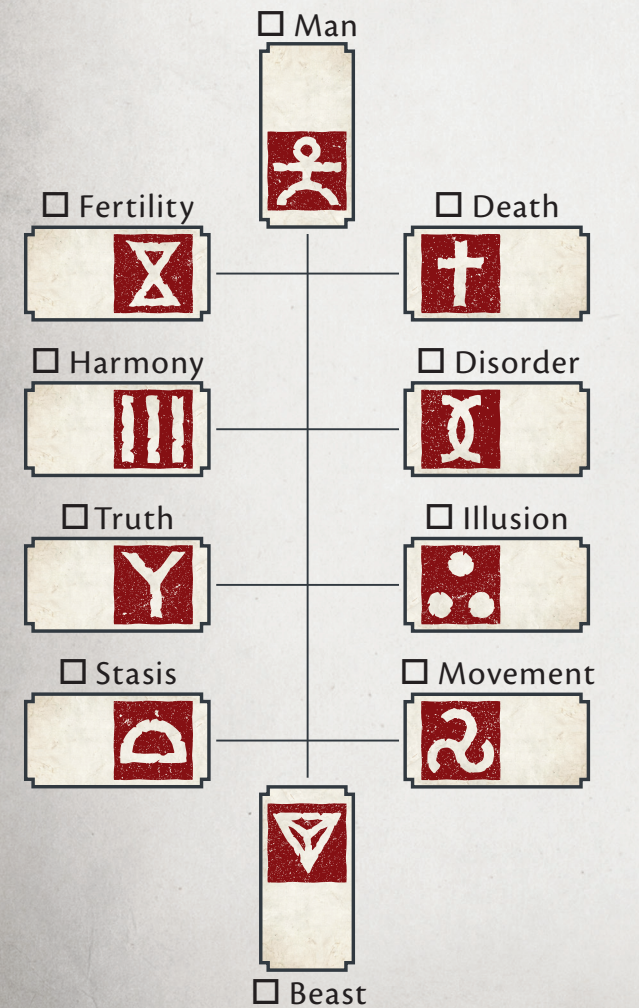 Man
Fertility
Death
Harmony
Disorder
Truth
Illusion
Stasis
Movement
Beast